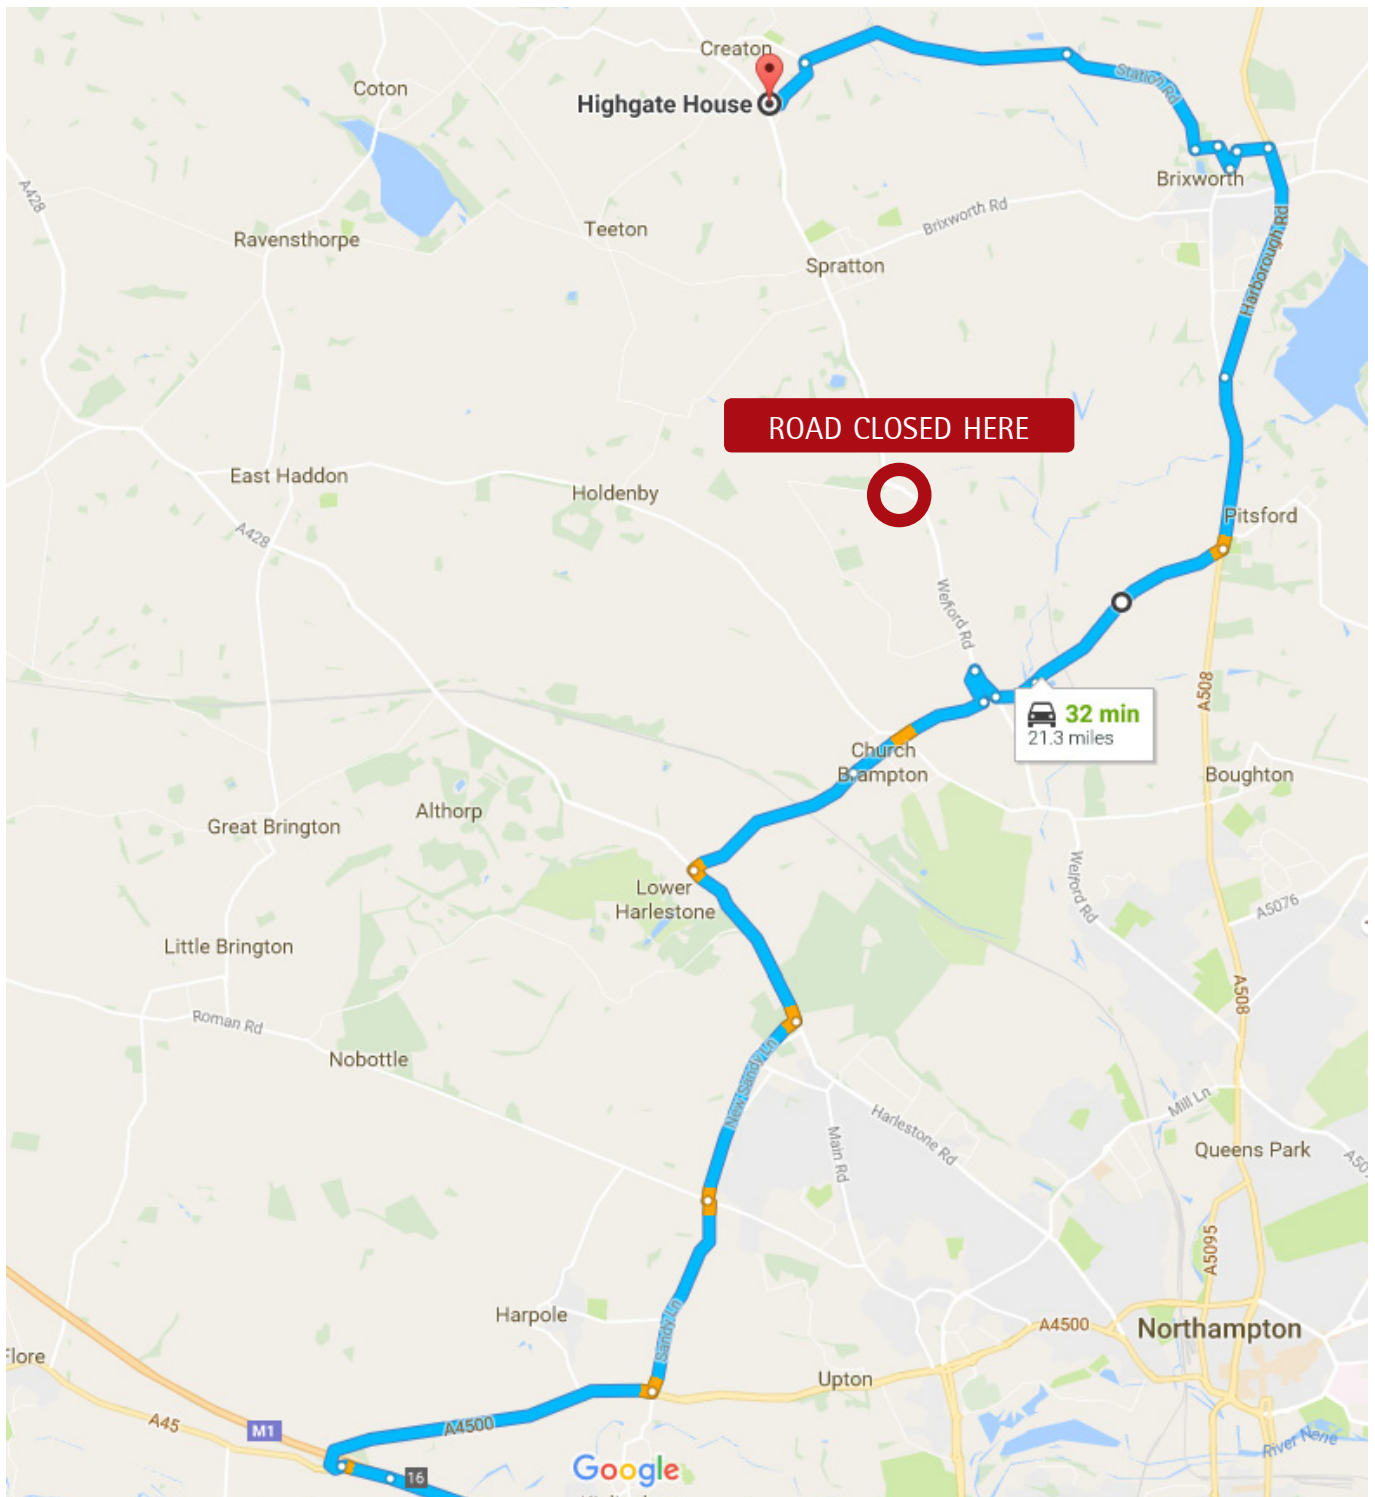 Creaton
Coton
Highgate House
Station Rd
Brixworth
A428
Brixworth Rd
Teeton
Ravensthorpe
Spratton
Harborough Rd
ROAD CLOSED HERE
East Haddon
Holdenby
Pitsford
A428
Welford Rd
A508
32 min
21.3 miles
Church
Brampton
Boughton
Althorp
Great Brington
Welford Rd
Lower
Harlestone
A5076
Little Brington
A508
Roman Rd
Nobottle
New Sandy Ln
Mill Ln
Harlestone Rd
Main Rd
Queens Park
A5095
Harpole
Sandy Ln
A4500
Northampton
Flore
Upton
A45
M1
A4500
River Nene
Google
16